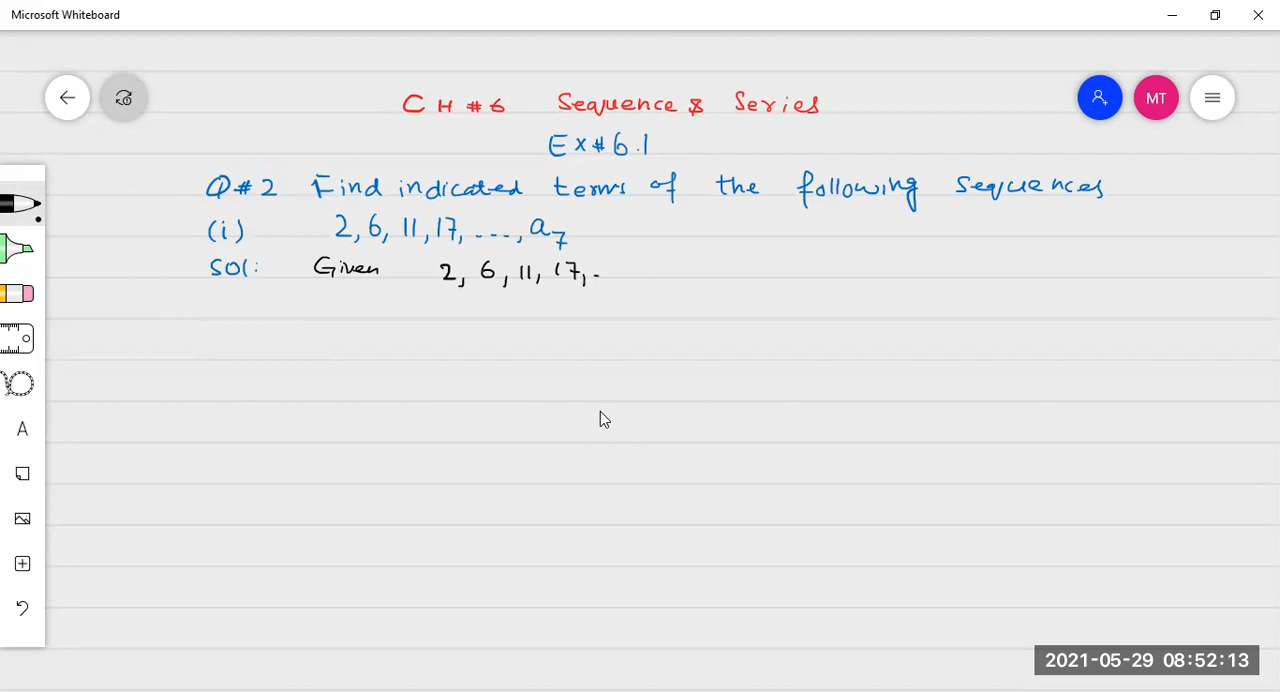 Microsoft Whiteboard
CH # 6 Sequence & Series
MT
Ex # 6.1
Q # 2 Find indicated terms of the following sequences
(i) 2, 6, 11, 17, ..., a₇
Sol: Given 2, 6, 11, 17, .
A
2021-05-29 08:52:13